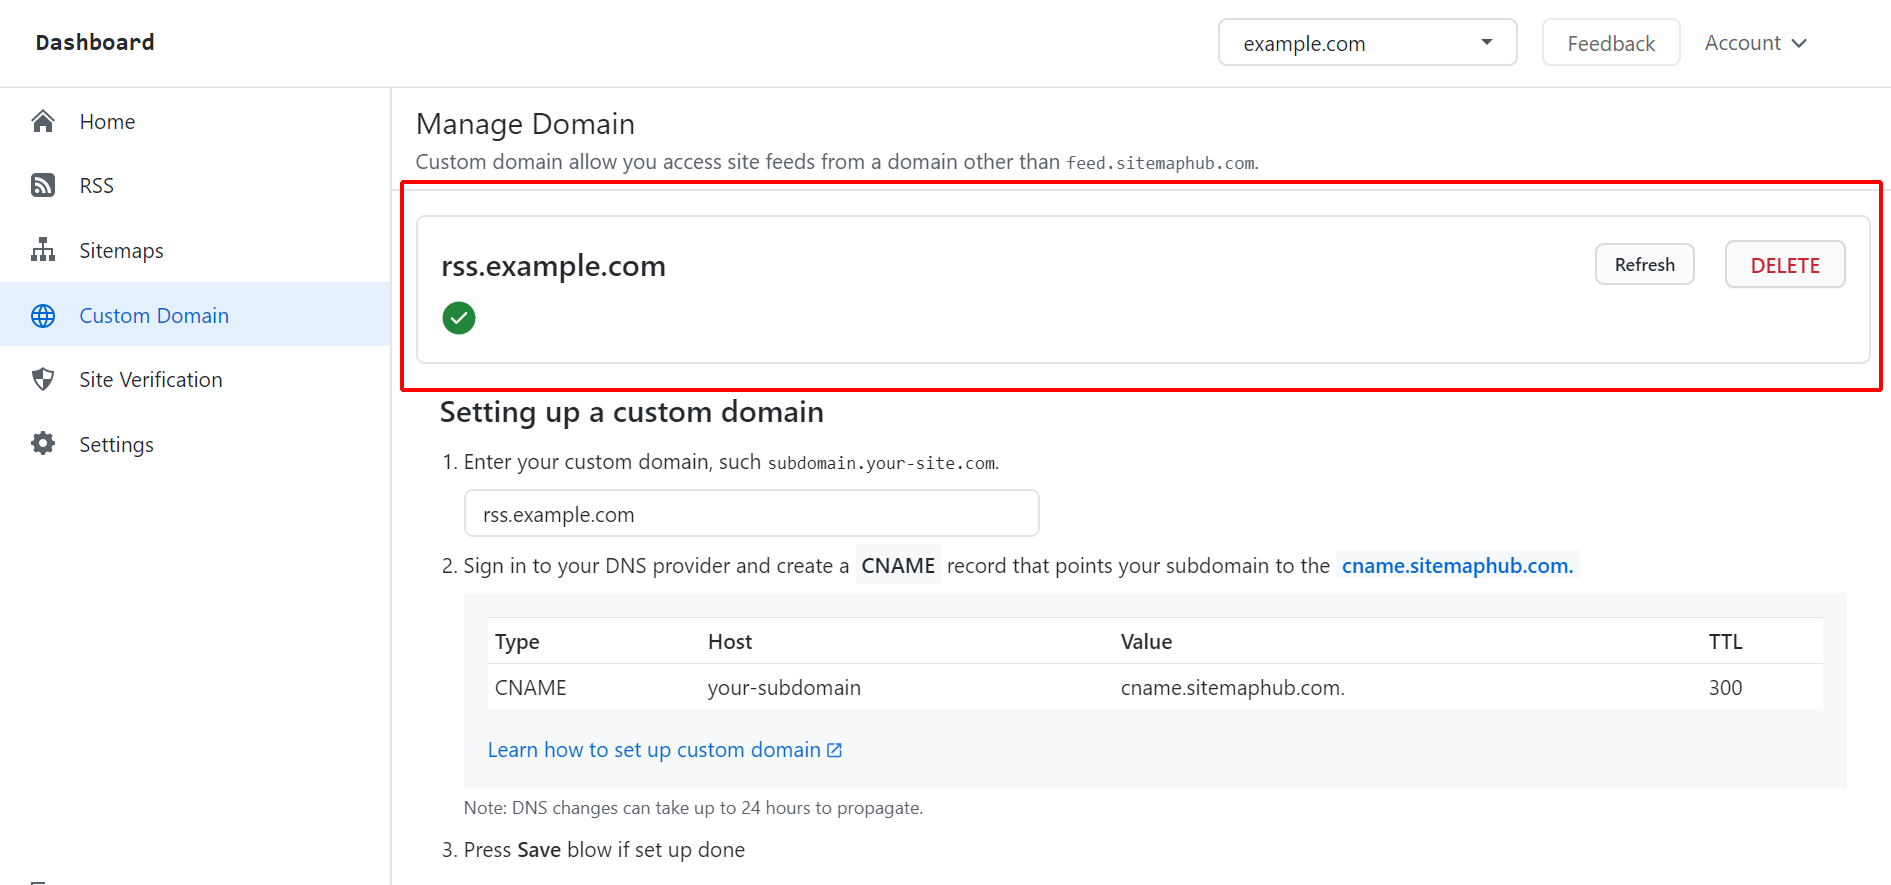 Dashboard
example.com
Feedback
Account
Home
RSS
Sitemaps
Custom Domain
Site Verification
Settings
Manage Domain
Custom domain allow you access site feeds from a domain other than feed.sitemaphub.com.
rss.example.com
Refresh
DELETE
Setting up a custom domain
1. Enter your custom domain, such subdomain.your-site.com.
rss.example.com
2. Sign in to your DNS provider and create a CNAME record that points your subdomain to the cname.sitemaphub.com.
Type Host Value TTL
CNAME your-subdomain cname.sitemaphub.com. 300
Learn how to set up custom domain
Note: DNS changes can take up to 24 hours to propagate.
3. Press Save blow if set up done